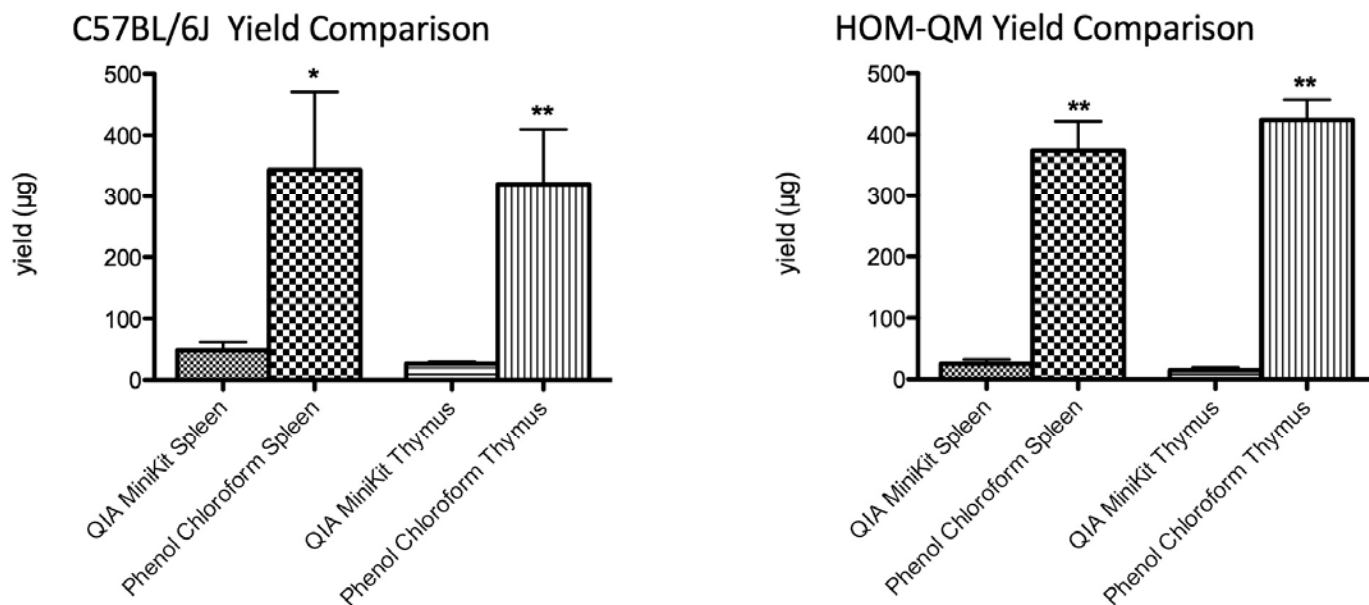 C57BL/6J Yield Comparison
500
400
300
200
100
0
yield (µg)
*
**
QIA MiniKit Spleen
Phenol Chloroform Spleen
QIA MiniKit Thymus
Phenol Chloroform Thymus
HOM-QM Yield Comparison
500
400
300
200
100
0
yield (µg)
**
**
QIA MiniKit Spleen
Phenol Chloroform Spleen
QIA MiniKit Thymus
Phenol Chloroform Thymus